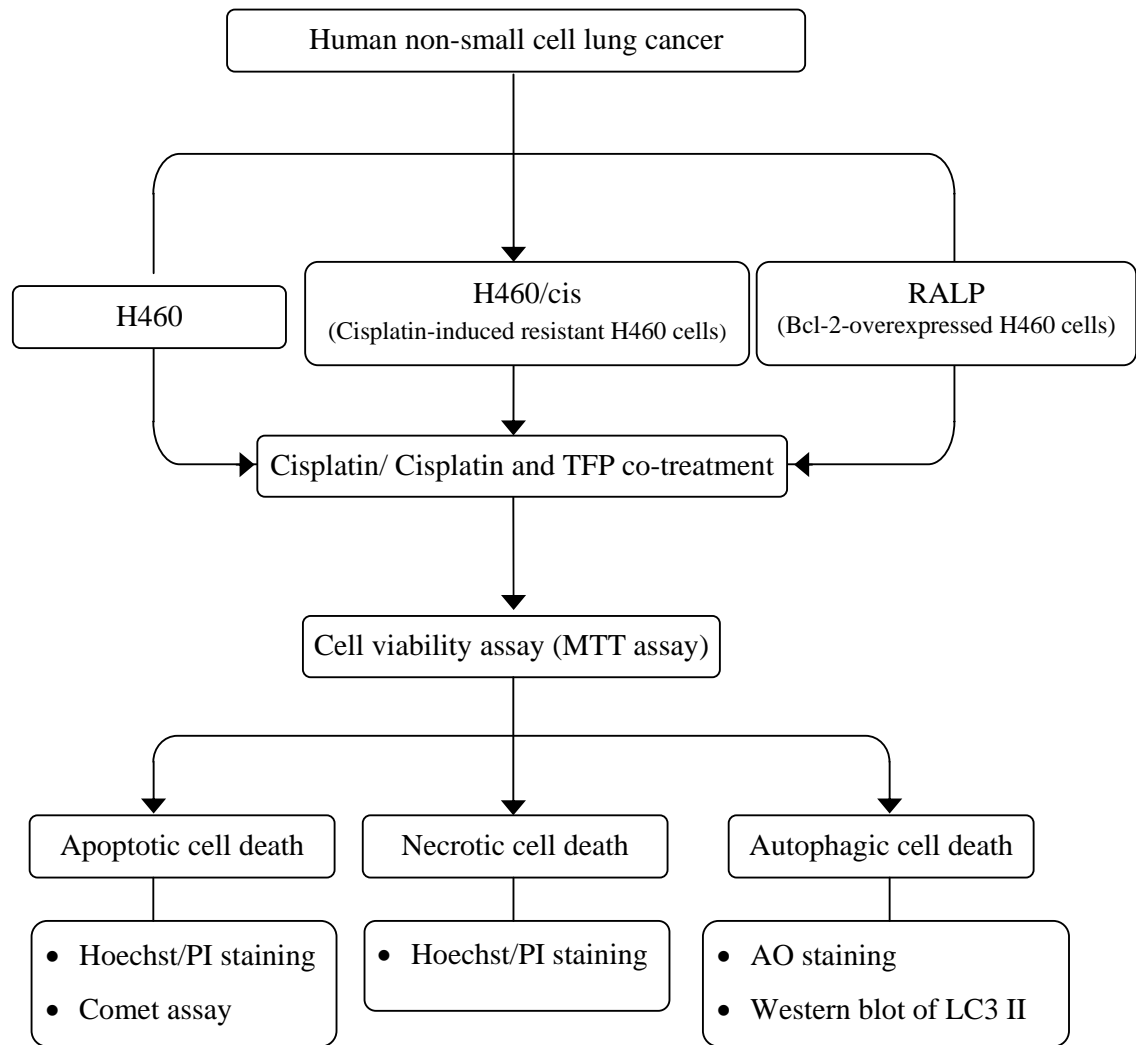 Human non-small cell lung cancer
H460
H460/cis
(Cisplatin-induced resistant H460 cells)
RALP
(Bcl-2-overexpressed H460 cells)
Cisplatin/ Cisplatin and TFP co-treatment
Cell viability assay (MTT assay)
Apoptotic cell death
Necrotic cell death
Autophagic cell death
• Hoechst/PI staining
• Comet assay
• Hoechst/PI staining
• AO staining
• Western blot of LC3 II